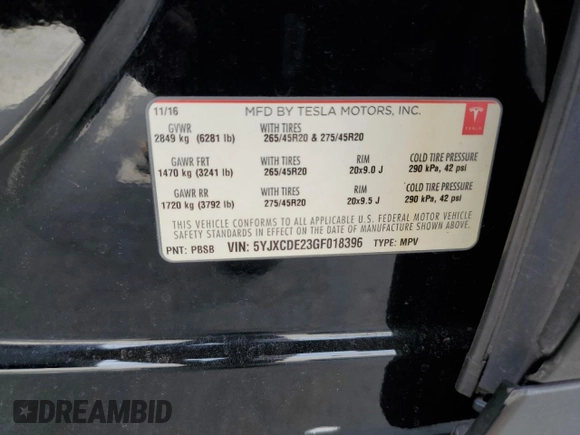 11/16 MFD BY TESLA MOTORS, INC.
GVWR WITH TIRES
2849 kg (6281 lb) 265/45R20 & 275/45R20
TESLA
GAWR FRT WITH TIRES RIM COLD TIRE PRESSURE
1470 kg (3241 lb) 265/45R20 20x9.0 J 290 kPa, 42 psi
GAWR RR WITH TIRES RIM COLD TIRE PRESSURE
1720 kg (3792 lb) 275/45R20 20x9.5 J 290 kPa, 42 psi
THIS VEHICLE CONFORMS TO ALL APPLICABLE U.S. FEDERAL MOTOR VEHICLE
SAFETY STANDARDS IN EFFECT ON THE DATE OF MANUFACTURE SHOWN ABOVE.
PNT: PBSB VIN: 5YJXCDE23GF018396 TYPE: MPV
DREAMBID